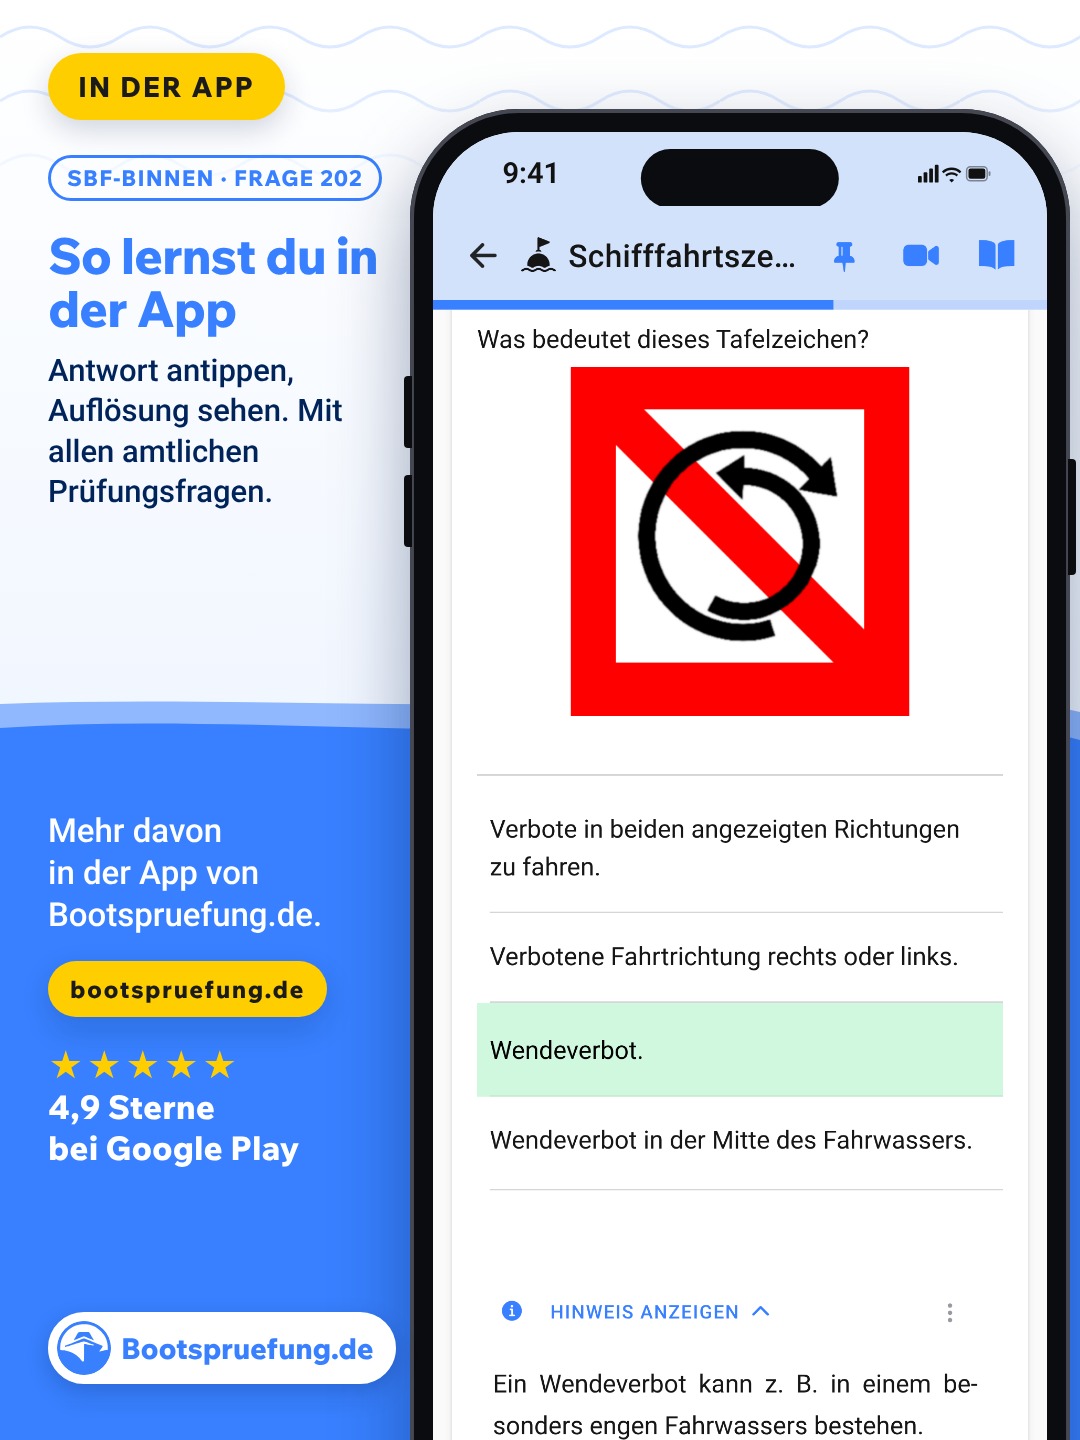 IN DER APP
SBF-BINNEN · FRAGE 202
So lernst du in
der App
Antwort antippen,
Auflösung sehen. Mit
allen amtlichen
Prüfungsfragen.
Mehr davon
in der App von
Bootspruefung.de.
bootspruefung.de
★★★★★
4,9 Sterne
bei Google Play
Bootspruefung.de
9:41
Schifffahrtsze...
Was bedeutet dieses Tafelzeichen?
Verbote in beiden angezeigten Richtungen
zu fahren.
Verbotene Fahrtrichtung rechts oder links.
Wendeverbot.
Wendeverbot in der Mitte des Fahrwassers.
HINWEIS ANZEIGEN
Ein Wendeverbot kann z. B. in einem be-
sonders engen Fahrwassers bestehen.